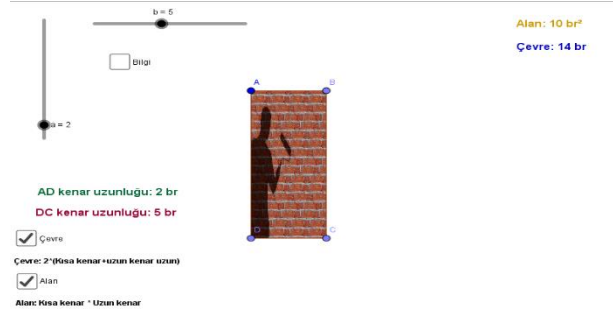 b = 5
Alan: 10 br²
Çevre: 14 br
Bilgi
A
B
a = 2
AD kenar uzunluğu: 2 br
DC kenar uzunluğu: 5 br
D
C
Çevre
Çevre: 2*(Kısa kenar+uzun kenar uzun)
Alan
Alan: Kısa kenar * Uzun kenar